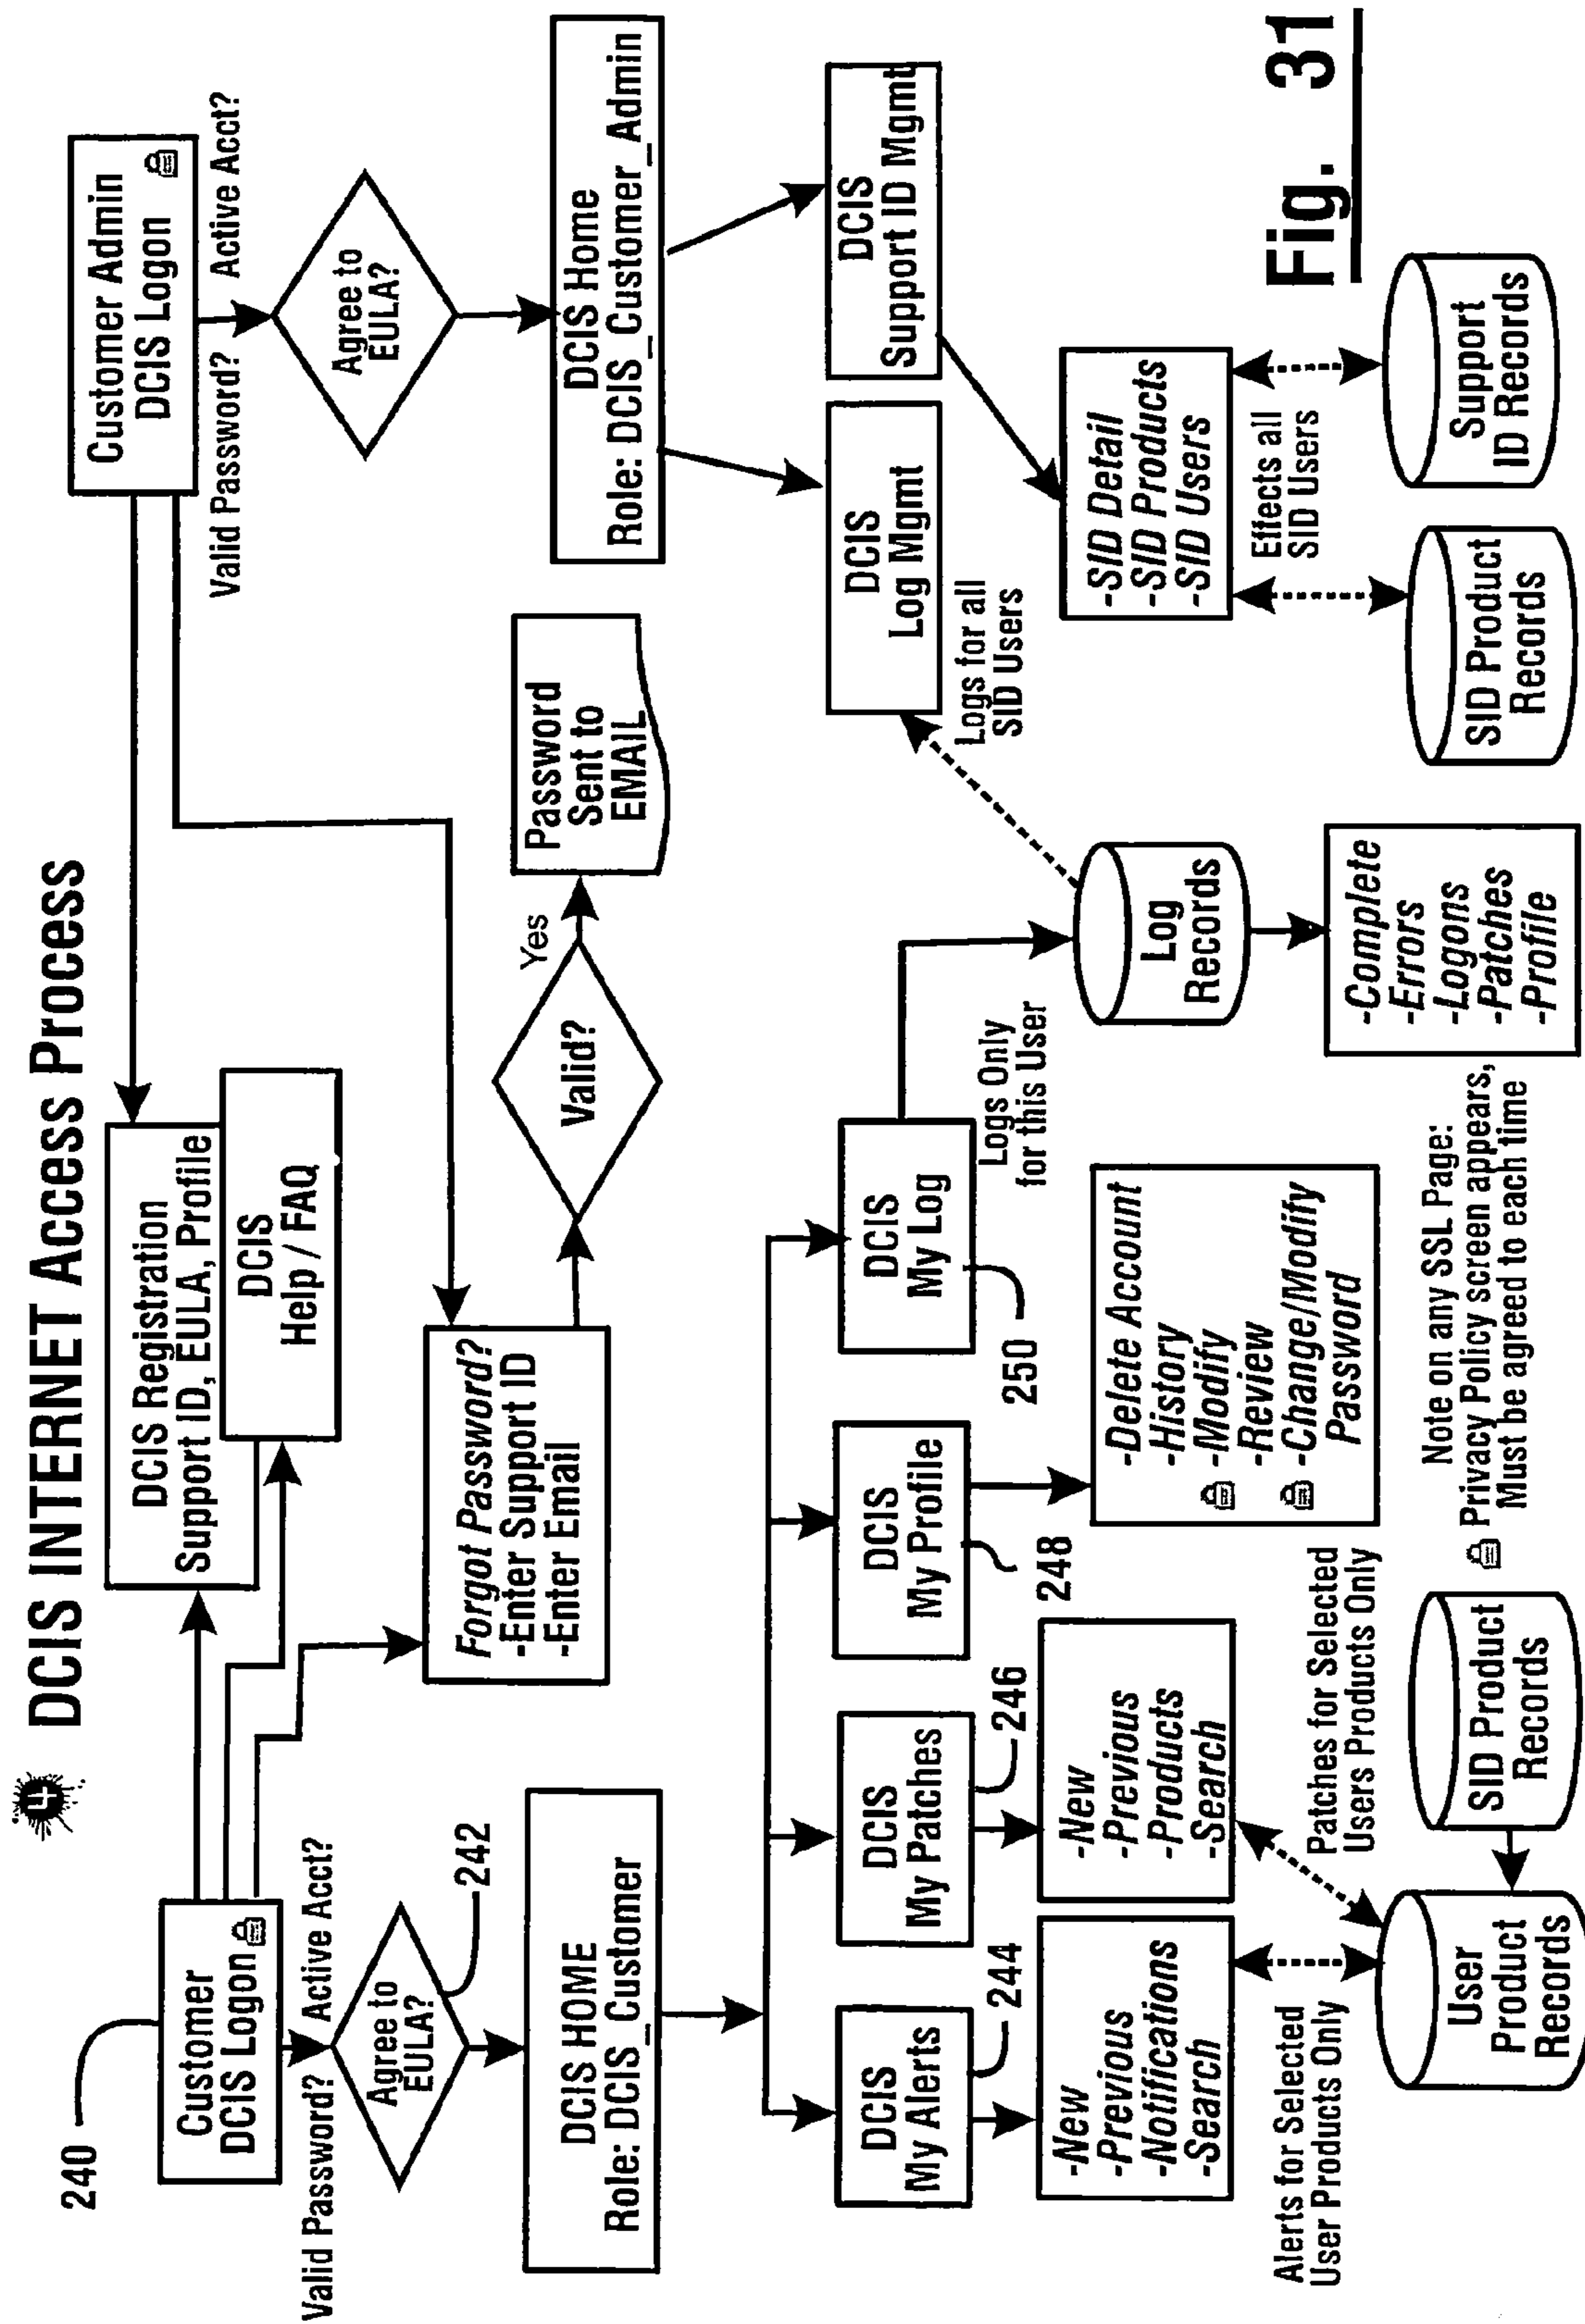 4 DCIS INTERNET Access Process
240
Customer
DCIS Logon
Valid Password?
Active Acct?
Agree to
EULA?
242
DCIS HOME
Role: DCIS_Customer
DCIS Registration
Support ID, EULA, Profile
DCIS
Help / FAQ
Forgot Password?
-Enter Support ID
-Enter Email
Valid?
Yes
Password
Sent to
EMAIL
Customer Admin
DCIS Logon
Valid Password?
Active Acct?
Agree to
EULA?
DCIS Home
Role: DCIS_Customer_Admin
DCIS
My Alerts
244
DCIS
My Patches
246
DCIS
My Profile
248
DCIS
My Log
250
DCIS
Log Mgmt
DCIS
Support ID Mgmt
-New
-Previous
-Notifications
-Search
-New
-Previous
-Products
-Search
-Delete Account
-History
-Modify
-Review
-Change/Modify
Password
Logs Only
for this User
Log
Records
Logs for all
SID Users
-SID Detail
-SID Products
-SID Users
Effects all
SID Users
-Complete
-Errors
-Logons
-Patches
-Profile
Alerts for Selected
User Products Only
User
Product
Records
Patches for Selected
Users Products Only
SID Product
Records
Note on any SSL Page:
Privacy Policy screen appears,
Must be agreed to each time
SID Product
Records
Support
ID Records
Fig. 31